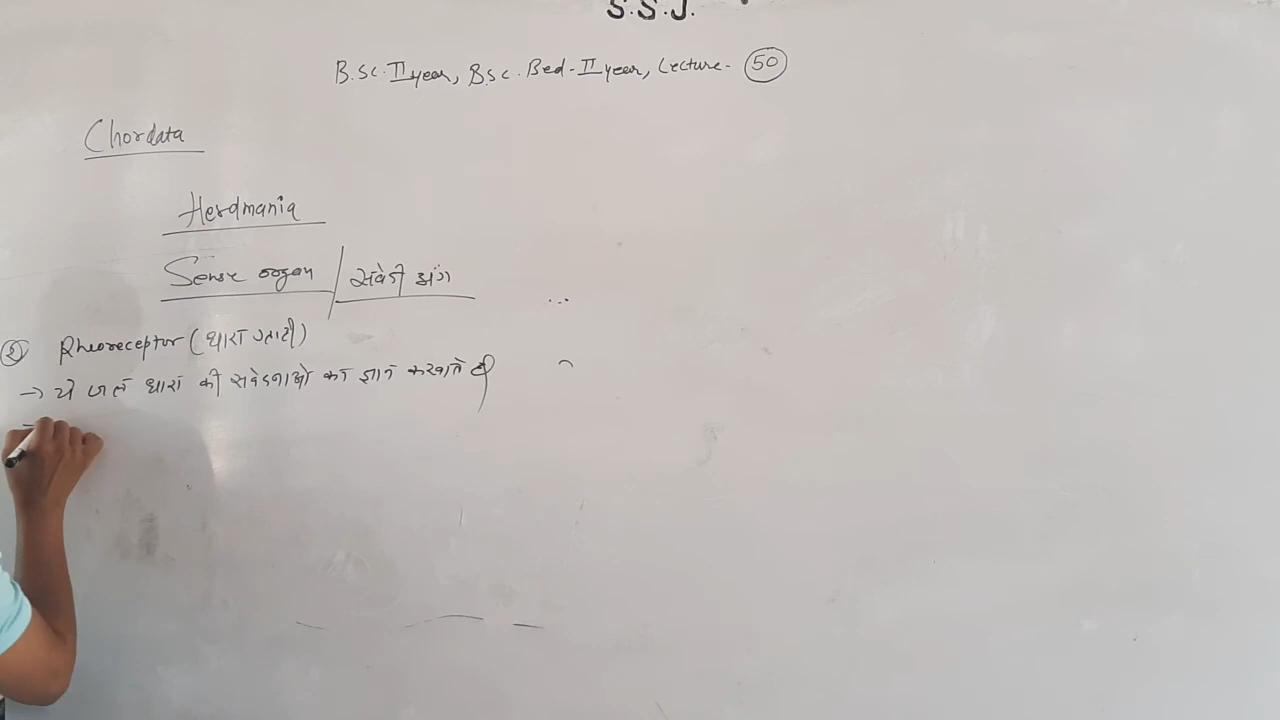 S.S.J.
B.Sc. II year, B.Sc. Bed - II year, Lecture - 50
Chordata
Herdmania
Sense organ / संवेदी अंग
② Rheoreceptor (धारा ग्राही)
→ ये जल धारा की संवेदनाओ का ज्ञान करवाते है